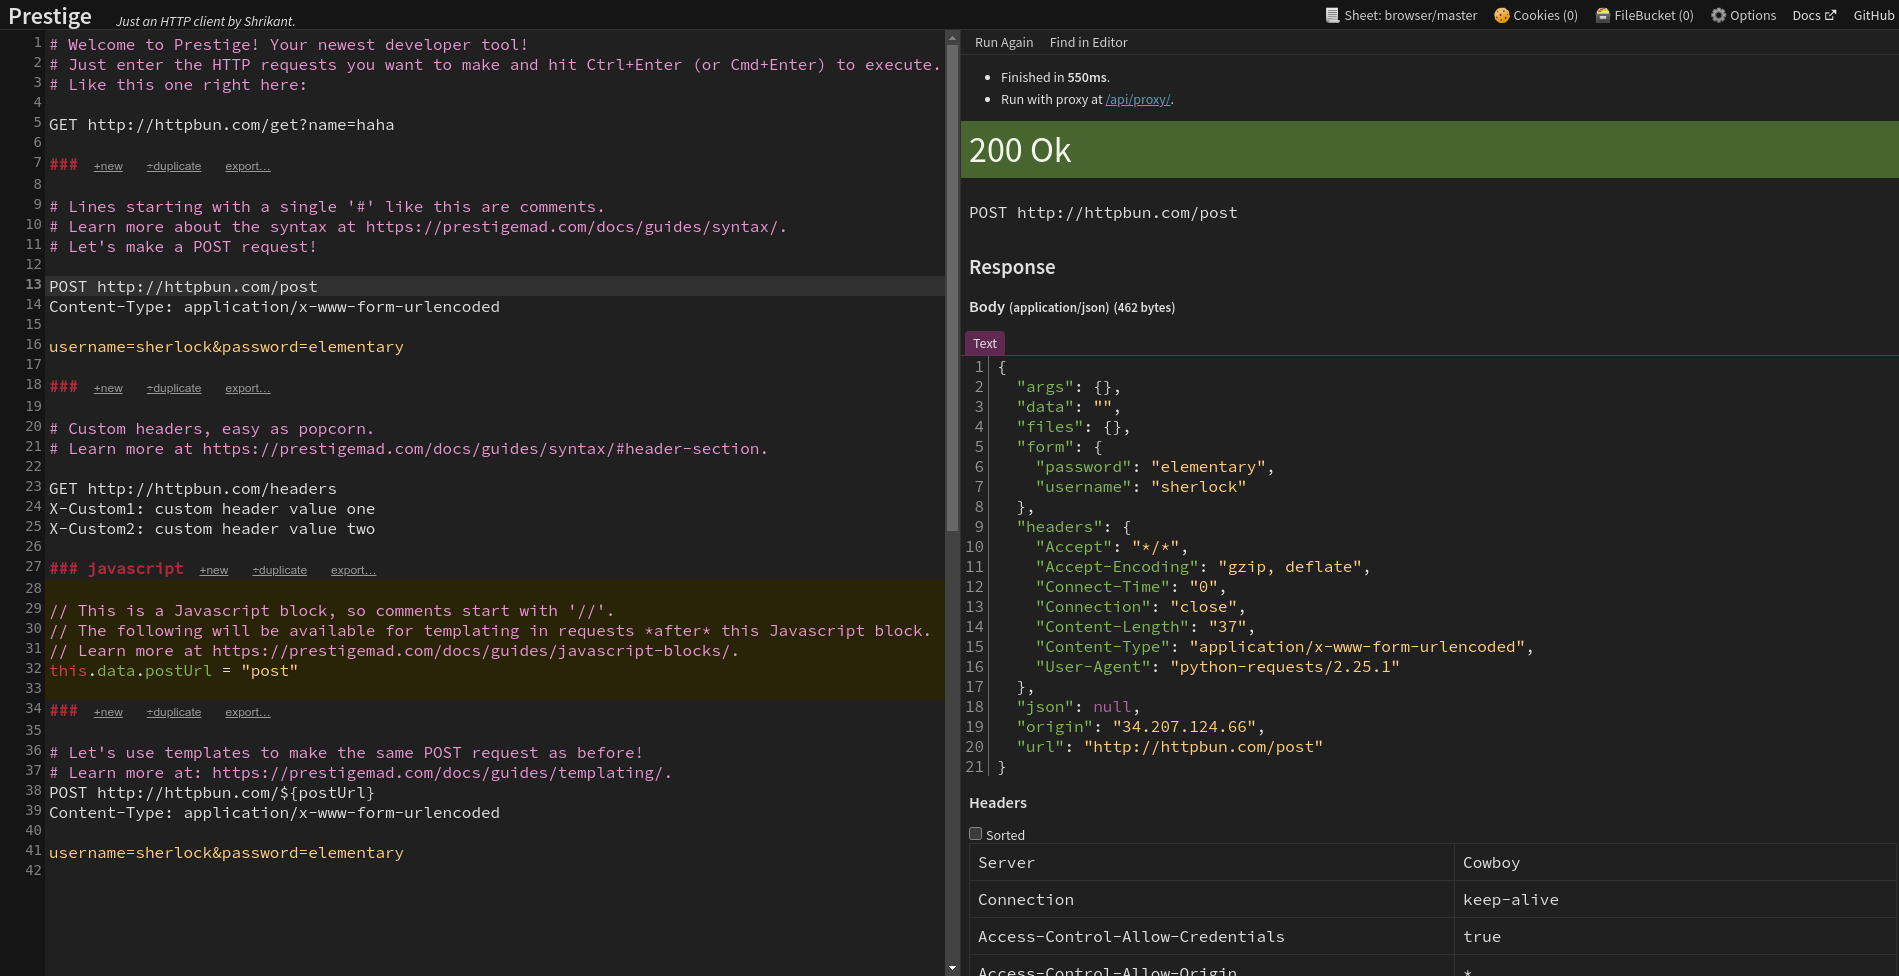 Prestige Just an HTTP client by Shrikant.
Sheet: browser/master Cookies (0) FileBucket (0) Options Docs GitHub
1 # Welcome to Prestige! Your newest developer tool!
2 # Just enter the HTTP requests you want to make and hit Ctrl+Enter (or Cmd+Enter) to execute.
3 # Like this one right here:
4
5 GET http://httpbun.com/get?name=haha
6
7 ### +new ÷duplicate export...
8
9 # Lines starting with a single '#' like this are comments.
10 # Learn more about the syntax at https://prestigemad.com/docs/guides/syntax/.
11 # Let's make a POST request!
12
13 POST http://httpbun.com/post
14 Content-Type: application/x-www-form-urlencoded
15
16 username=sherlock&password=elementary
17
18 ### +new ÷duplicate export...
19
20 # Custom headers, easy as popcorn.
21 # Learn more at https://prestigemad.com/docs/guides/syntax/#header-section.
22
23 GET http://httpbun.com/headers
24 X-Custom1: custom header value one
25 X-Custom2: custom header value two
26
27 ### javascript +new ÷duplicate export...
28
29 // This is a Javascript block, so comments start with '//'.
30 // The following will be available for templating in requests *after* this Javascript block.
31 // Learn more at https://prestigemad.com/docs/guides/javascript-blocks/.
32 this.data.postUrl = "post"
33
34 ### +new ÷duplicate export...
35
36 # Let's use templates to make the same POST request as before!
37 # Learn more at: https://prestigemad.com/docs/guides/templating/.
38 POST http://httpbun.com/${postUrl}
39 Content-Type: application/x-www-form-urlencoded
40
41 username=sherlock&password=elementary
42
Run Again Find in Editor
• Finished in 550ms.
• Run with proxy at /api/proxy/.
200 Ok
POST http://httpbun.com/post
Response
Body (application/json) (462 bytes)
Text
1 {
2 "args": {},
3 "data": "",
4 "files": {},
5 "form": {
6 "password": "elementary",
7 "username": "sherlock"
8 },
9 "headers": {
10 "Accept": "*/*",
11 "Accept-Encoding": "gzip, deflate",
12 "Connect-Time": "0",
13 "Connection": "close",
14 "Content-Length": "37",
15 "Content-Type": "application/x-www-form-urlencoded",
16 "User-Agent": "python-requests/2.25.1"
17 },
18 "json": null,
19 "origin": "34.207.124.66",
20 "url": "http://httpbun.com/post"
21 }
Headers
Sorted
Server Cowboy
Connection keep-alive
Access-Control-Allow-Credentials true
Access-Control-Allow-Origin *